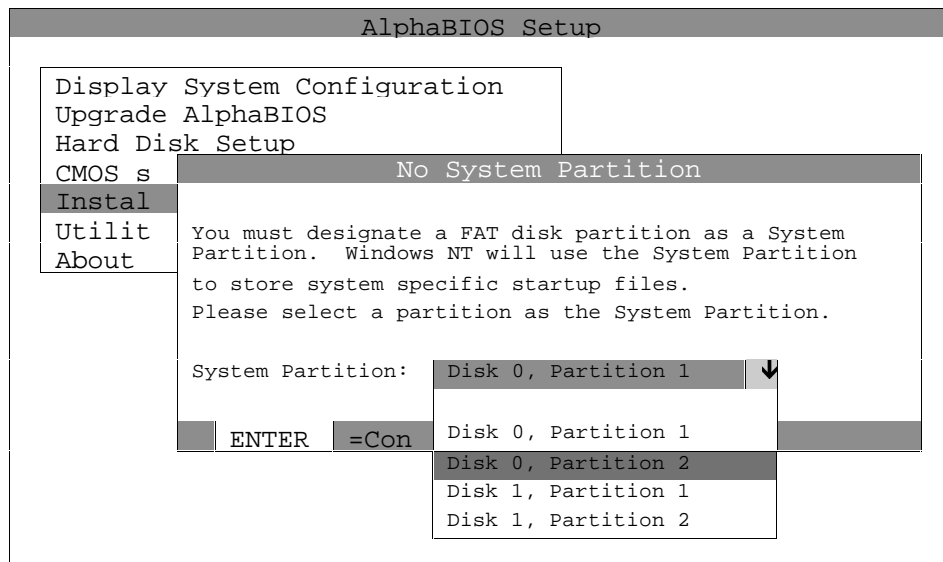 AlphaBIOS Setup
Display System Configuration
Upgrade AlphaBIOS
Hard Disk Setup
CMOS s
Instal
Utilit
About
No System Partition
You must designate a FAT disk partition as a System
Partition. Windows NT will use the System Partition
to store system specific startup files.
Please select a partition as the System Partition.
System Partition: Disk 0, Partition 1
Disk 0, Partition 1
Disk 0, Partition 2
Disk 1, Partition 1
Disk 1, Partition 2
ENTER =Con